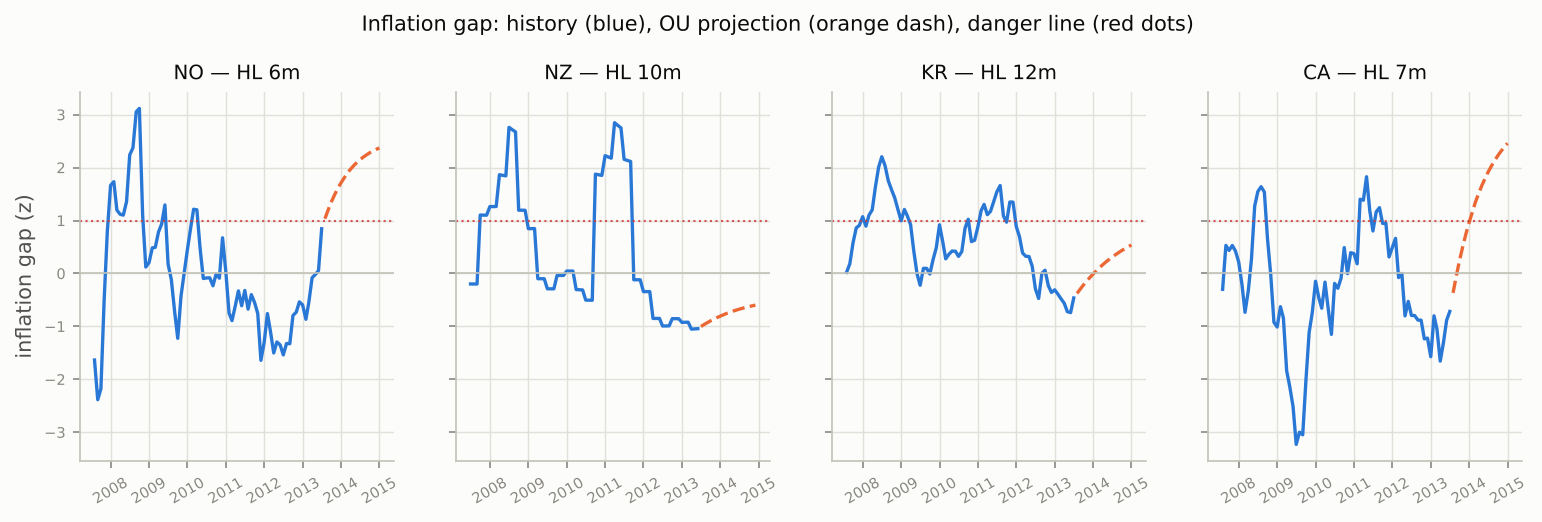 Inflation gap: history (blue), OU projection (orange dash), danger line (red dots)
NO — HL 6m
NZ — HL 10m
KR — HL 12m
CA — HL 7m
inflation gap (z)
3
2
1
0
−1
−2
−3
2008 2009 2010 2011 2012 2013 2014 2015
2008 2009 2010 2011 2012 2013 2014 2015
2008 2009 2010 2011 2012 2013 2014 2015
2008 2009 2010 2011 2012 2013 2014 2015